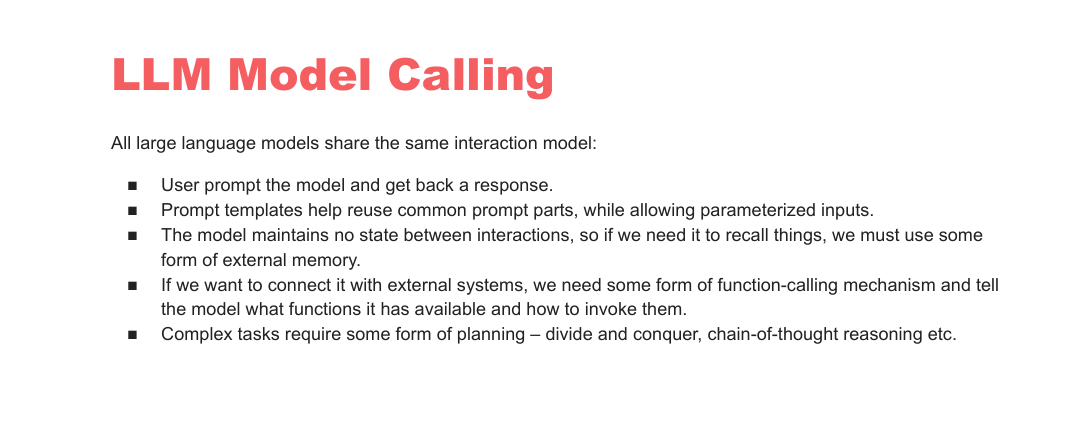 LLM Model Calling
All large language models share the same interaction model:
■ User prompt the model and get back a response.
■ Prompt templates help reuse common prompt parts, while allowing parameterized inputs.
■ The model maintains no state between interactions, so if we need it to recall things, we must use some
form of external memory.
■ If we want to connect it with external systems, we need some form of function-calling mechanism and tell
the model what functions it has available and how to invoke them.
■ Complex tasks require some form of planning – divide and conquer, chain-of-thought reasoning etc.